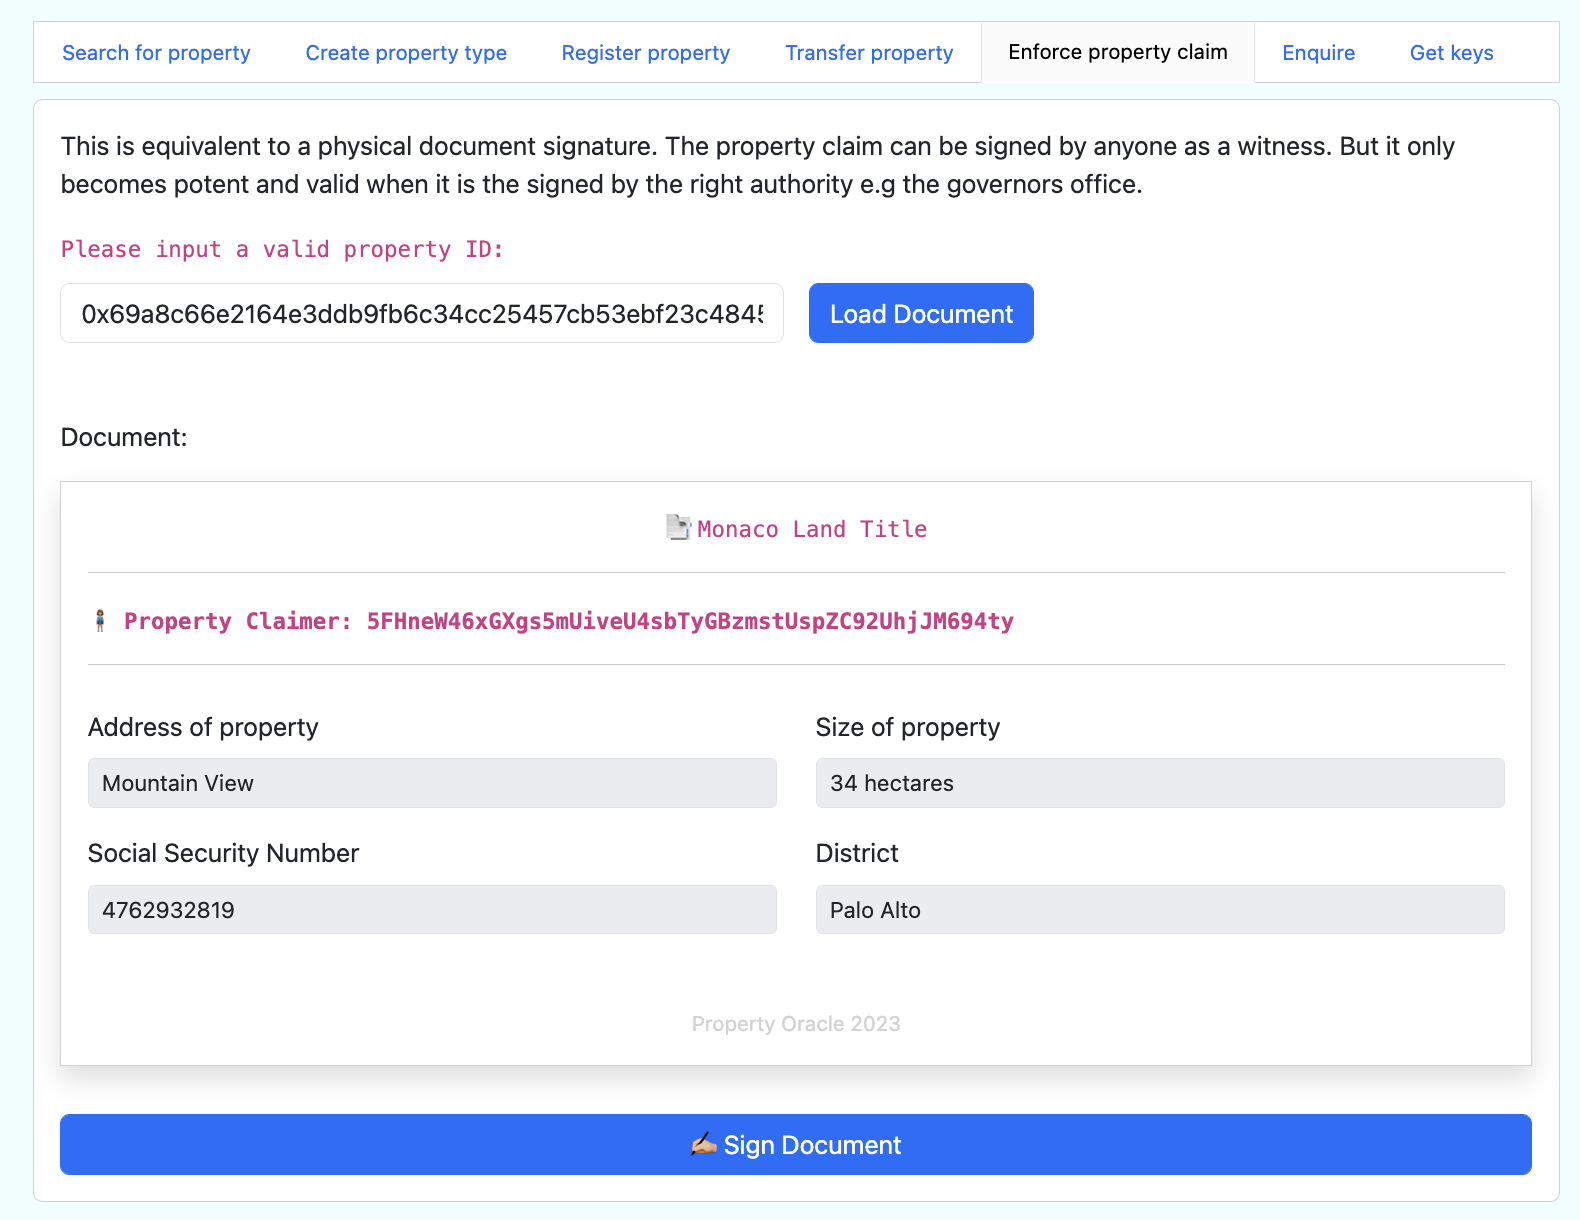 Search for property
Create property type
Register property
Transfer property
Enforce property claim
Enquire
Get keys
This is equivalent to a physical document signature. The property claim can be signed by anyone as a witness. But it only
becomes potent and valid when it is the signed by the right authority e.g the governors office.
Please input a valid property ID:
0x69a8c66e2164e3ddb9fb6c34cc25457cb53ebf23c4845
Load Document
Document:
Monaco Land Title
Property Claimer: 5FHneW46xGXgs5mUiveU4sbTyGBzmstUspZC92UhjJM694ty
Address of property
Size of property
Mountain View
34 hectares
Social Security Number
District
4762932819
Palo Alto
Property Oracle 2023
Sign Document